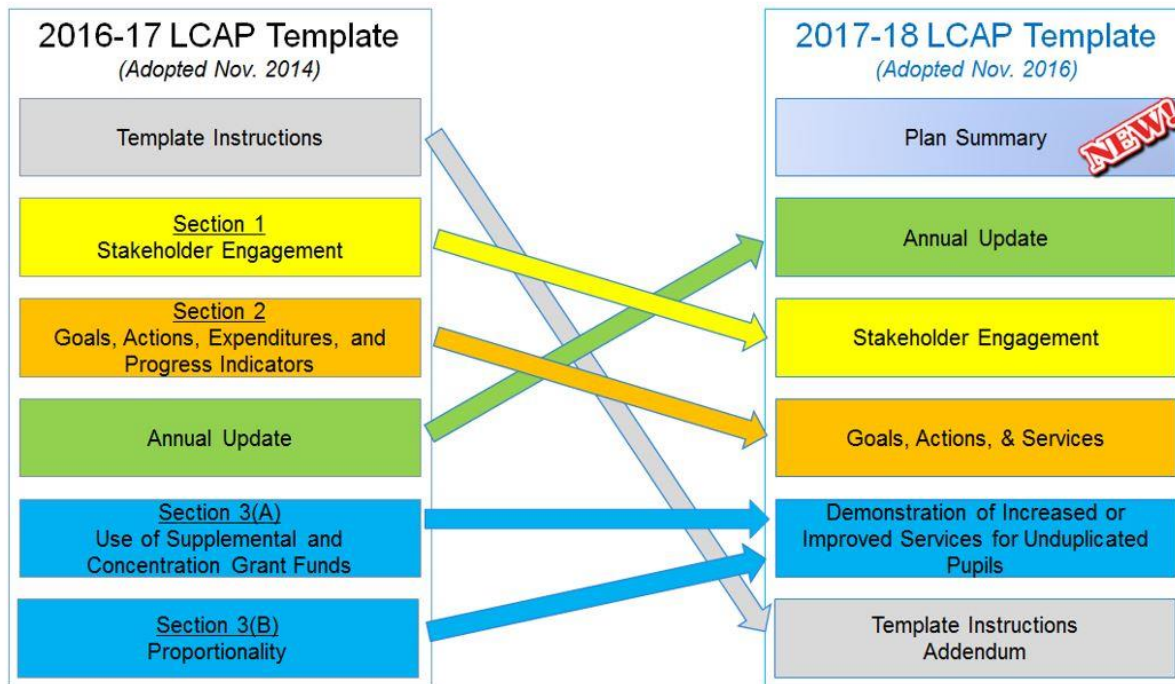 2016-17 LCAP Template
(Adopted Nov. 2014)
Template Instructions
Section 1
Stakeholder Engagement
Section 2
Goals, Actions, Expenditures, and
Progress Indicators
Annual Update
Section 3(A)
Use of Supplemental and
Concentration Grant Funds
Section 3(B)
Proportionality
2017-18 LCAP Template
(Adopted Nov. 2016)
Plan Summary
NEW!
Annual Update
Stakeholder Engagement
Goals, Actions, & Services
Demonstration of Increased or
Improved Services for Unduplicated
Pupils
Template Instructions
Addendum